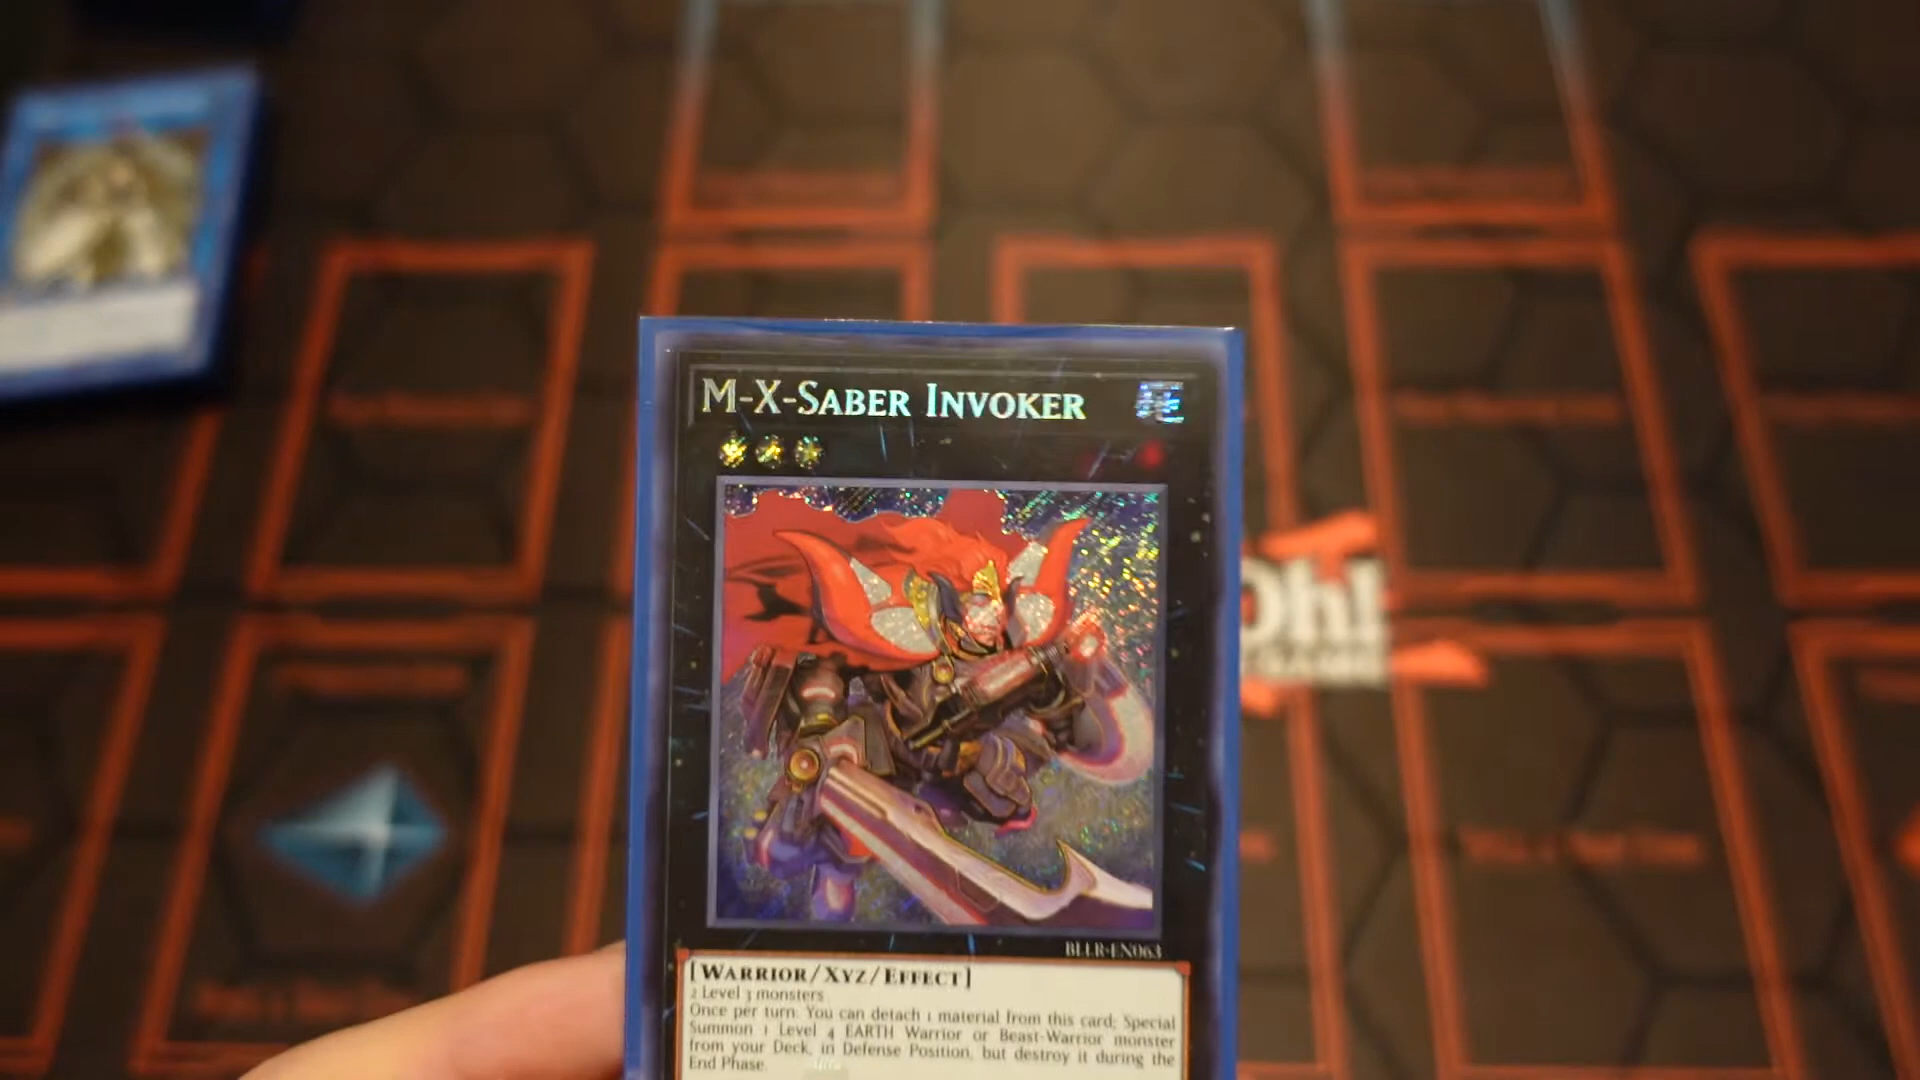 M-X-SABER INVOKER
Oh!
BLLR-EN063
[WARRIOR/XYZ/EFFECT]
2 Level 3 monsters
Once per turn: You can detach 1 material from this card; Special
Summon 1 Level 4 EARTH Warrior or Beast-Warrior monster
from your Deck, in Defense Position, but destroy it during the
End Phase.